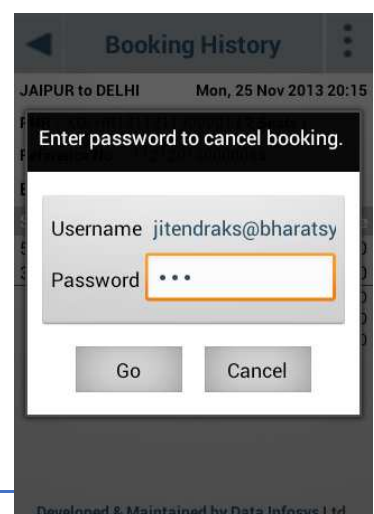 Booking History
JAIPUR to DELHI Mon, 25 Nov 2013 20:15
Enter password to cancel booking.
Username jitendraks@bharatsy
Password •••
Go Cancel
Developed & Maintained by Data Infosys Ltd